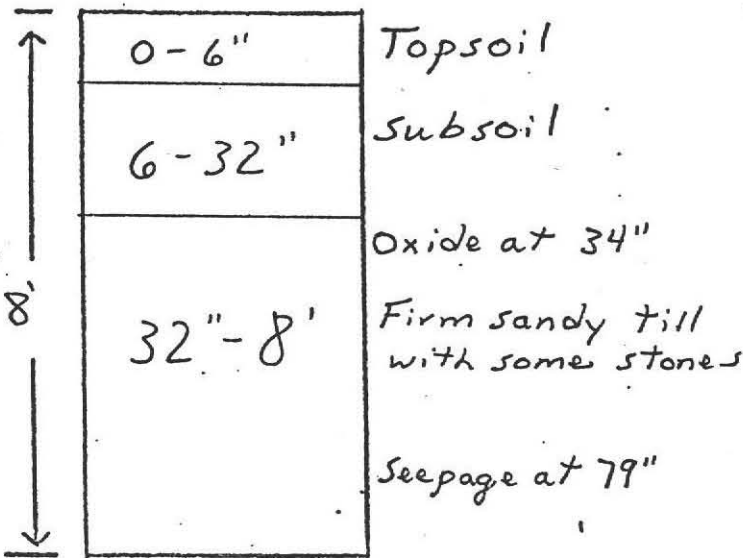 0-6" Topsoil
6-32" Subsoil
Oxide at 34"
8'
32"-8' Firm sandy till
with some stones
Seepage at 79"